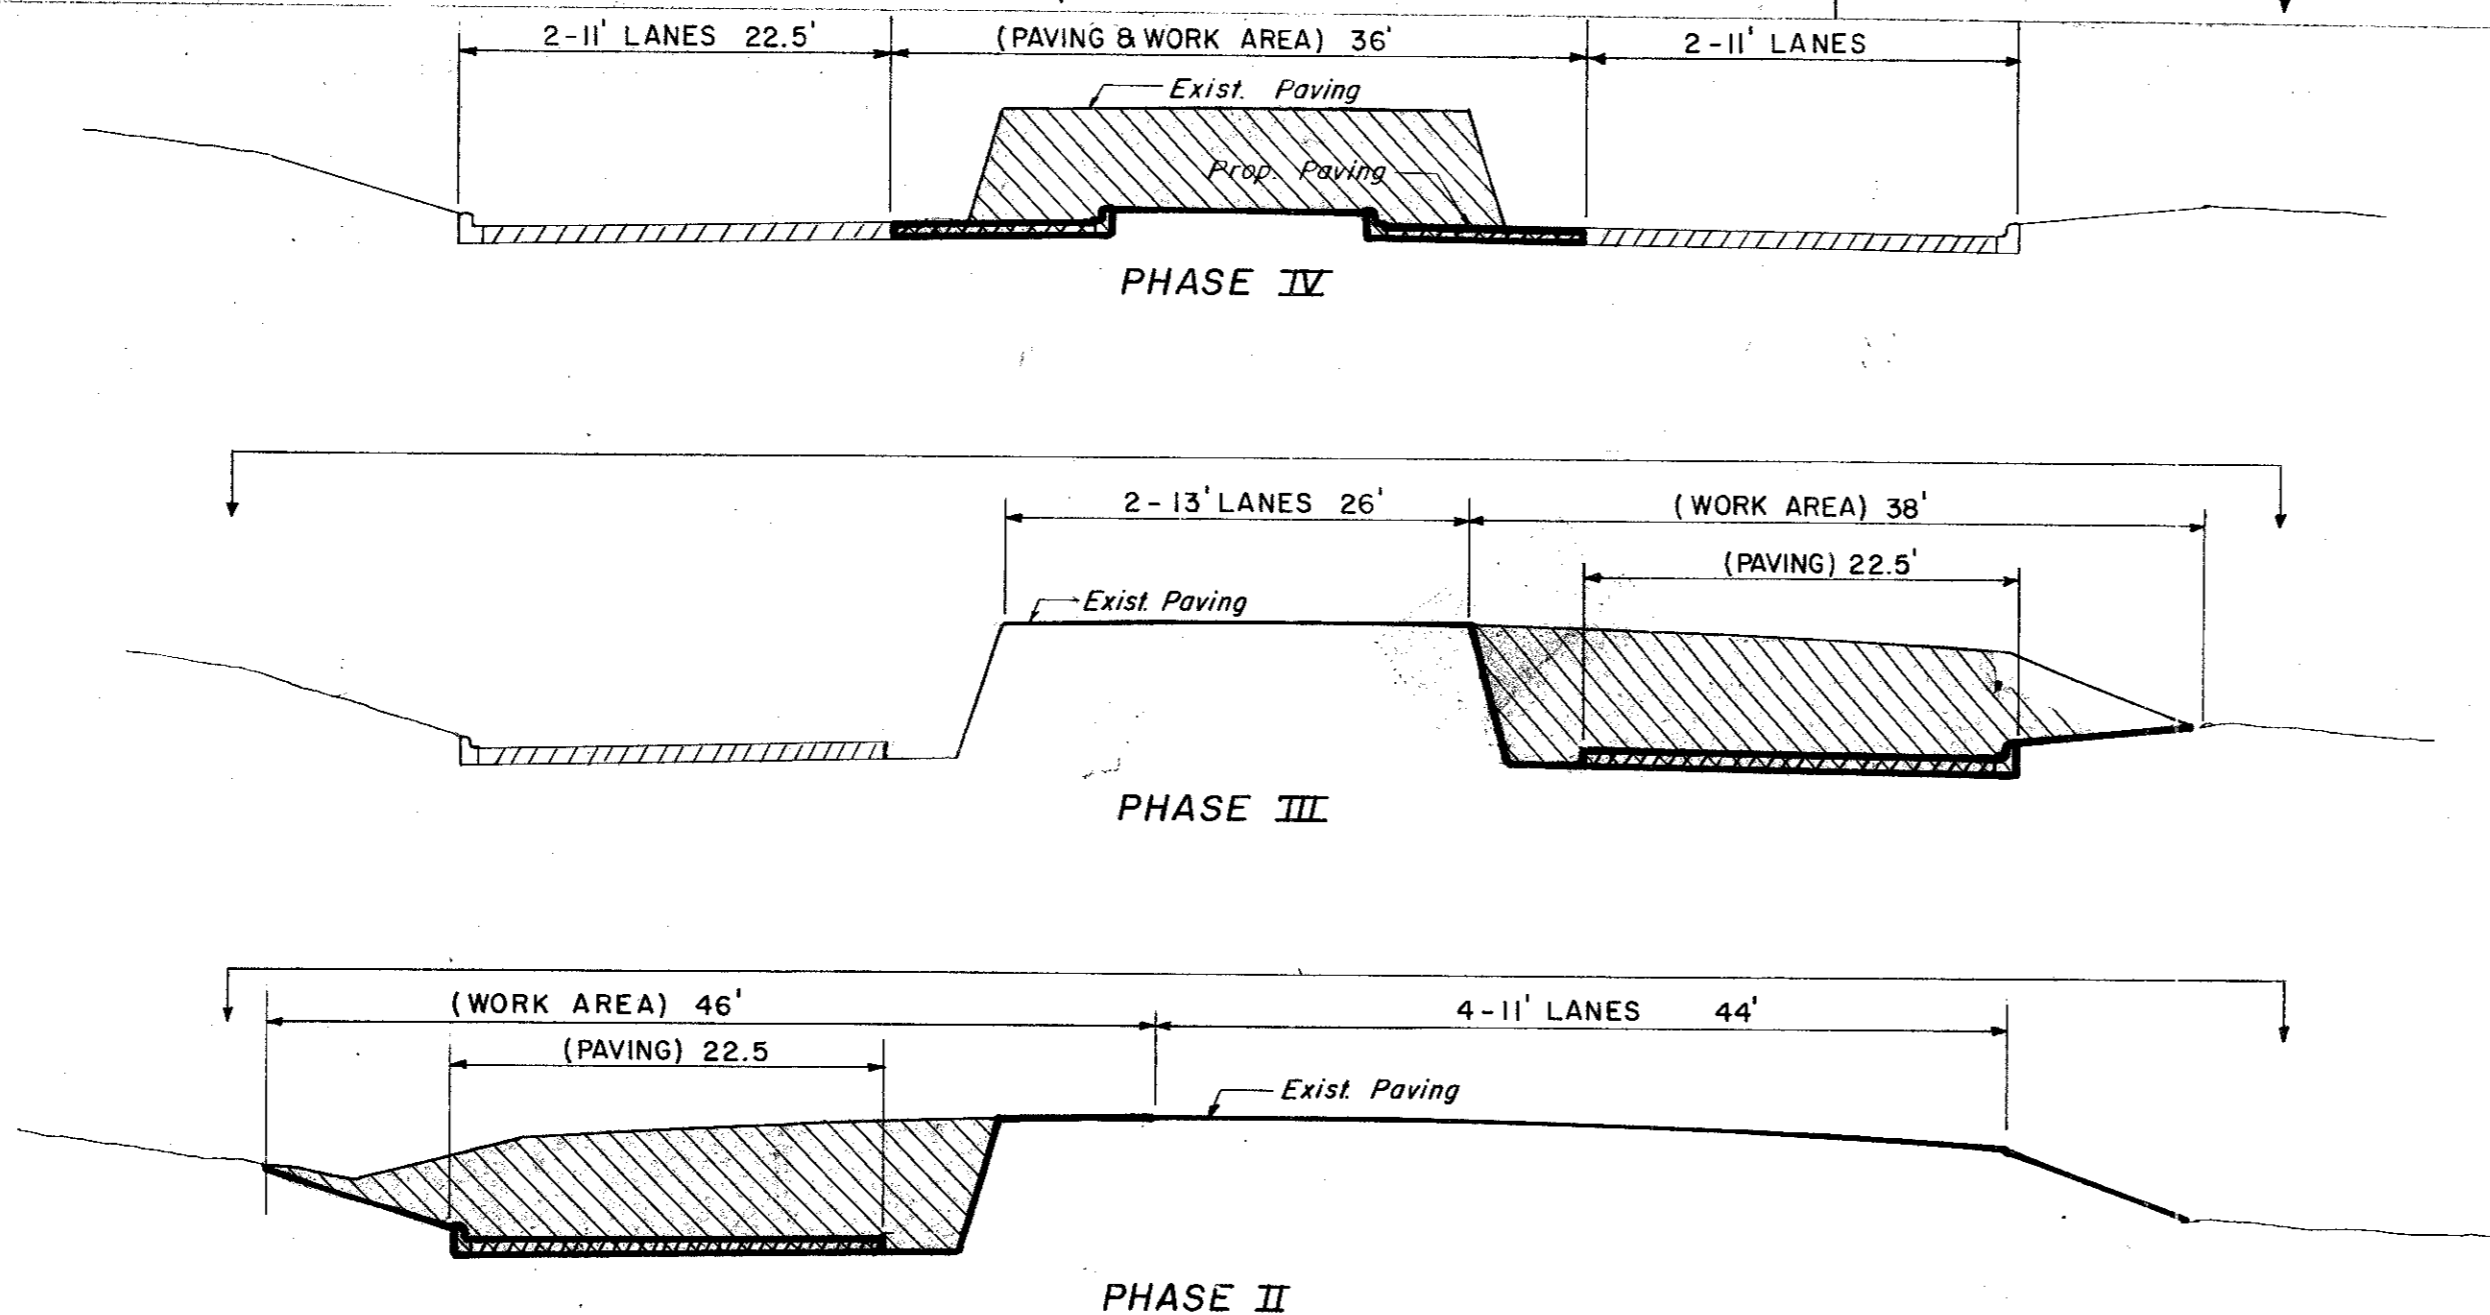 2-11' LANES 22.5'
(PAVING & WORK AREA) 36'
2-11' LANES
Exist. Paving
Prop. Paving
PHASE IV
2-13' LANES 26'
(WORK AREA) 38'
(PAVING) 22.5'
Exist. Paving
PHASE III
(WORK AREA) 46'
4-11' LANES 44'
(PAVING) 22.5
Exist. Paving
PHASE II